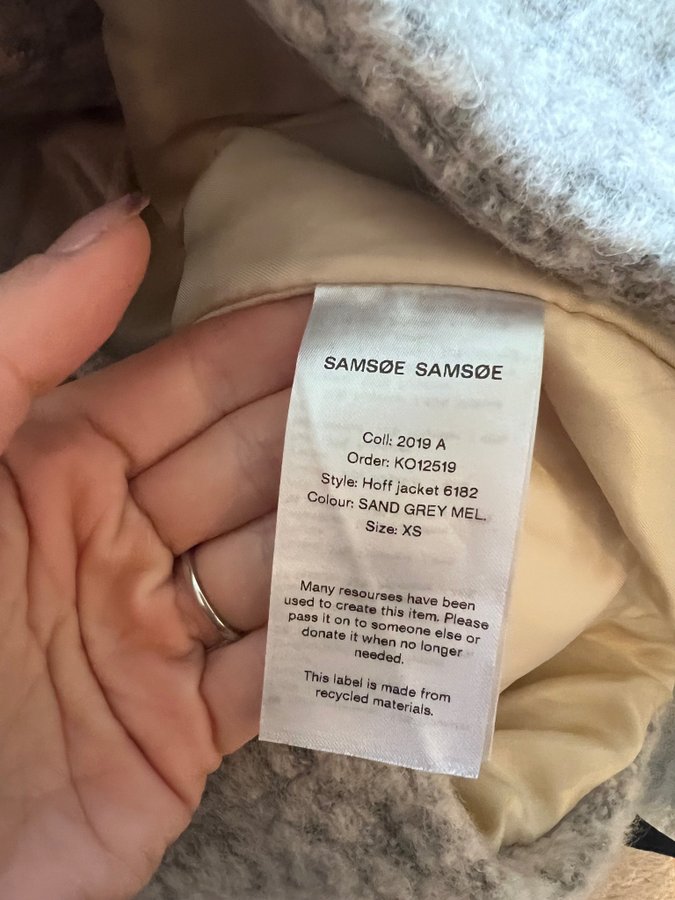 SAMSØE SAMSØE
Coll: 2019 A
Order: KO12519
Style: Hoff jacket 6182
Colour: SAND GREY MEL.
Size: XS
Many resourses have been
used to create this item. Please
pass it on to someone else or
donate it when no longer
needed.
This label is made from
recycled materials.